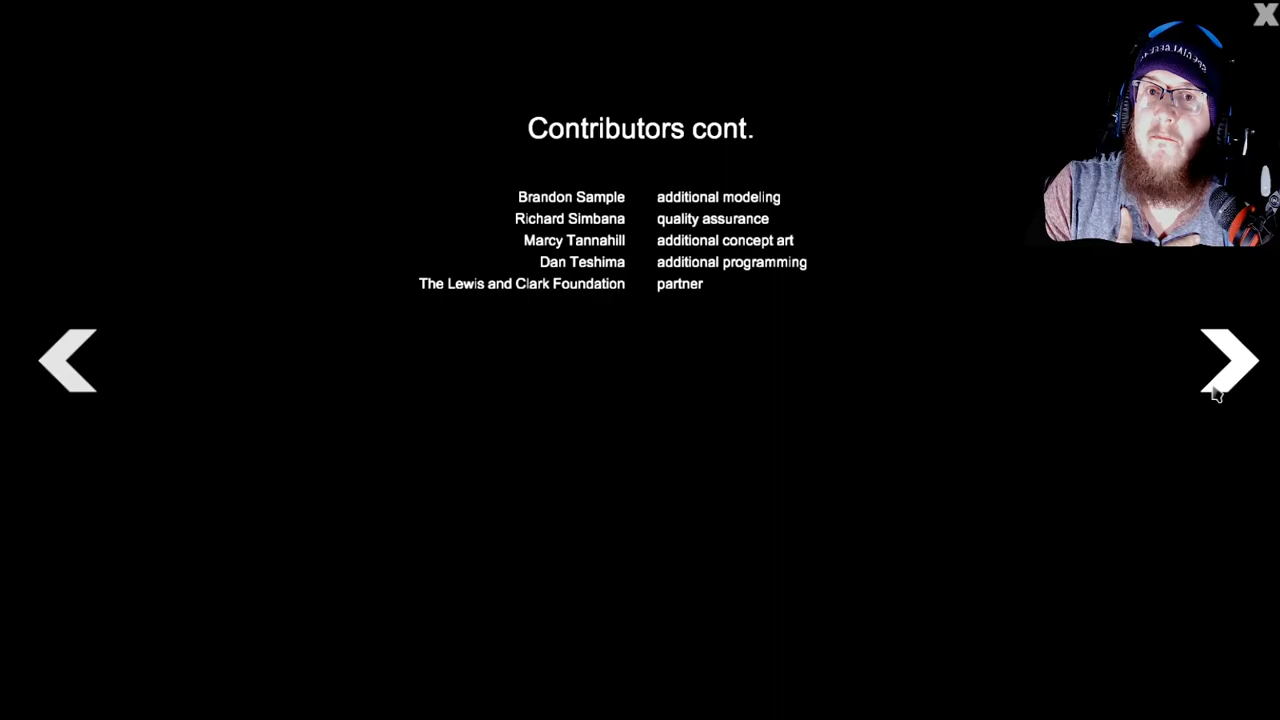 Contributors cont.
Brandon Sample additional modeling
Richard Simbana quality assurance
Marcy Tannahill additional concept art
Dan Teshima additional programming
The Lewis and Clark Foundation partner